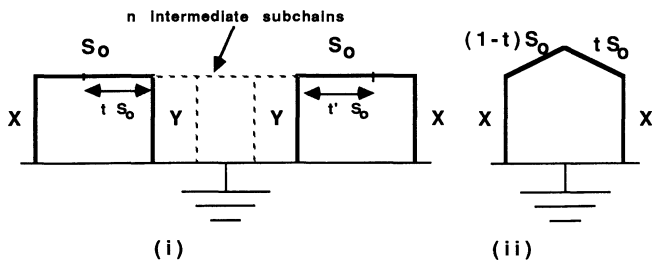 n intermediate subchains
So So
t So t' So
X Y Y X
(i)
(1-t)So t So
X X
(ii)